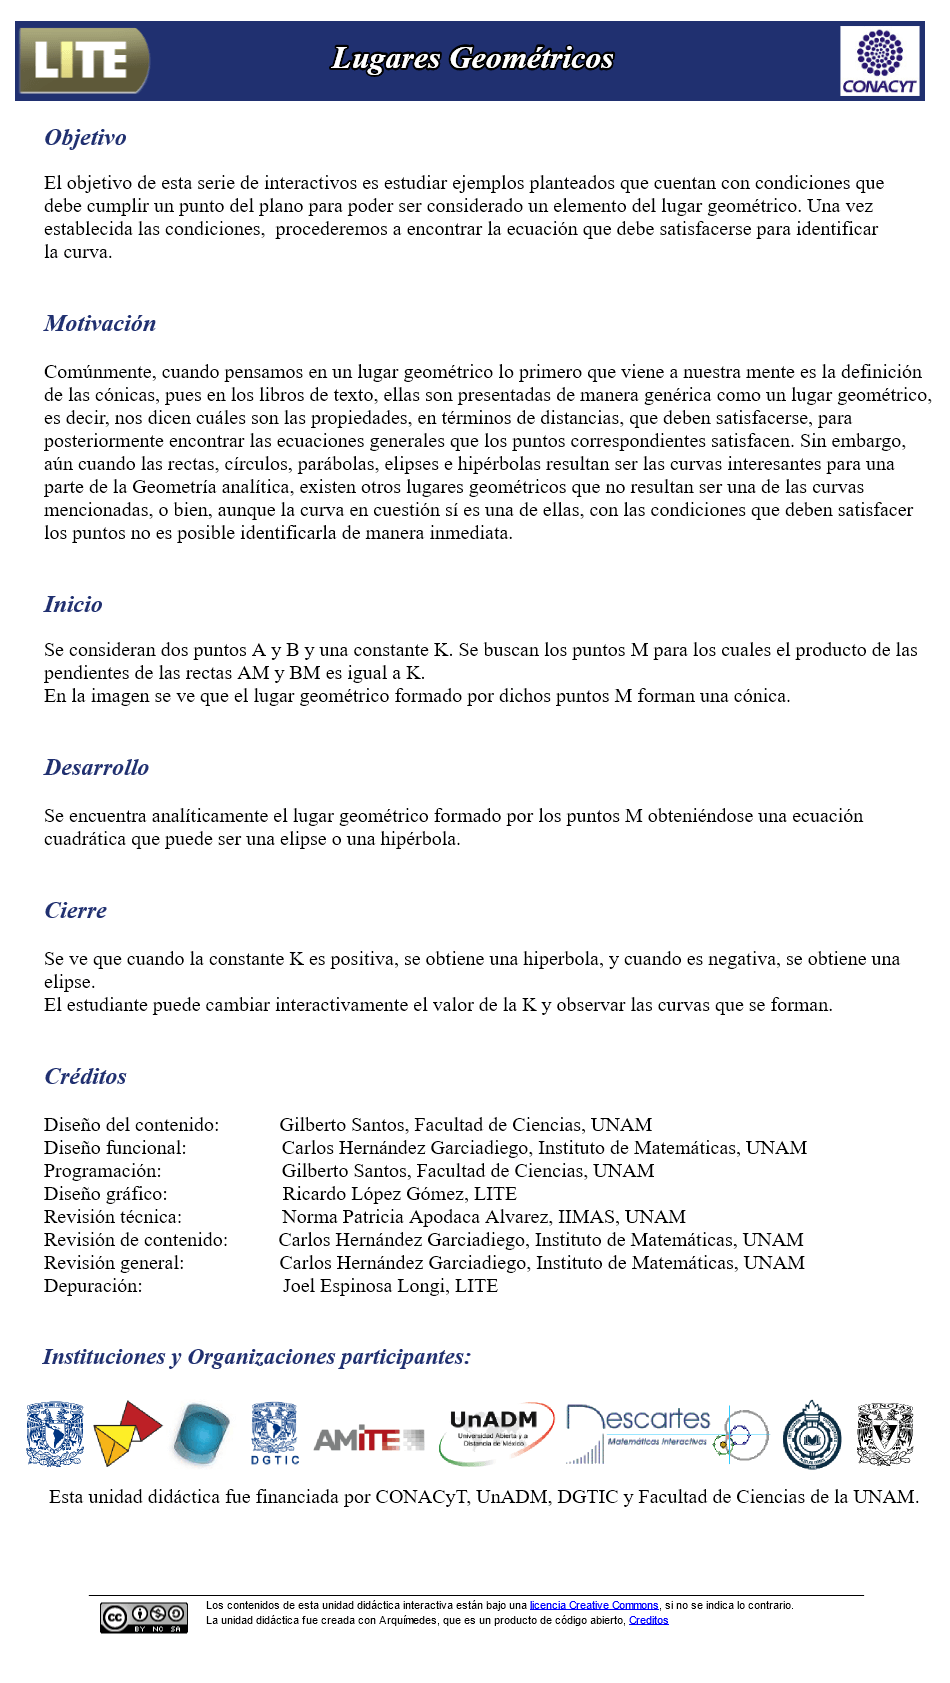 LITE
Lugares Geométricos
CONACYT
Objetivo
El objetivo de esta serie de interactivos es estudiar ejemplos planteados que cuentan con condiciones que
debe cumplir un punto del plano para poder ser considerado un elemento del lugar geométrico. Una vez
establecida las condiciones,  procederemos a encontrar la ecuación que debe satisfacerse para identificar
la curva.
Motivación
Comúnmente, cuando pensamos en un lugar geométrico lo primero que viene a nuestra mente es la definición
de las cónicas, pues en los libros de texto, ellas son presentadas de manera genérica como un lugar geométrico,
es decir, nos dicen cuáles son las propiedades, en términos de distancias, que deben satisfacerse, para
posteriormente encontrar las ecuaciones generales que los puntos correspondientes satisfacen. Sin embargo,
aún cuando las rectas, círculos, parábolas, elipses e hipérbolas resultan ser las curvas interesantes para una
parte de la Geometría analítica, existen otros lugares geométricos que no resultan ser una de las curvas
mencionadas, o bien, aunque la curva en cuestión sí es una de ellas, con las condiciones que deben satisfacer
los puntos no es posible identificarla de manera inmediata.
Inicio
Se consideran dos puntos A y B y una constante K. Se buscan los puntos M para los cuales el producto de las
pendientes de las rectas AM y BM es igual a K.
En la imagen se ve que el lugar geométrico formado por dichos puntos M forman una cónica.
Desarrollo
Se encuentra analíticamente el lugar geométrico formado por los puntos M obteniéndose una ecuación
cuadrática que puede ser una elipse o una hipérbola.
Cierre
Se ve que cuando la constante K es positiva, se obtiene una hiperbola, y cuando es negativa, se obtiene una
elipse.
El estudiante puede cambiar interactivamente el valor de la K y observar las curvas que se forman.
Créditos
Diseño del contenido: Gilberto Santos, Facultad de Ciencias, UNAM
Diseño funcional: Carlos Hernández Garciadiego, Instituto de Matemáticas, UNAM
Programación: Gilberto Santos, Facultad de Ciencias, UNAM
Diseño gráfico: Ricardo López Gómez, LITE
Revisión técnica: Norma Patricia Apodaca Alvarez, IIMAS, UNAM
Revisión de contenido: Carlos Hernández Garciadiego, Instituto de Matemáticas, UNAM
Revisión general: Carlos Hernández Garciadiego, Instituto de Matemáticas, UNAM
Depuración: Joel Espinosa Longi, LITE
Instituciones y Organizaciones participantes:
DGTIC
AMiTE
UnADM
Universidad Abierta y a
Distancia de México
Descartes
Matemáticas interactivas
CIENCIAS
Esta unidad didáctica fue financiada por CONACyT, UnADM, DGTIC y Facultad de Ciencias de la UNAM.
cc
BY NC SA
Los contenidos de esta unidad didáctica interactiva están bajo una licencia Creative Commons, si no se indica lo contrario.
La unidad didáctica fue creada con Arquímedes, que es un producto de código abierto, Creditos